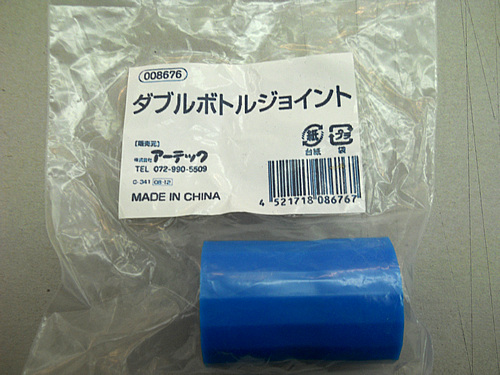 008676
ダブルボトルジョイント
【販売元】
株式会社 アーテック
TEL 072-990-5509
紙 プラ
台紙 袋
C-341 08 12
MADE IN CHINA
4 521718 086767